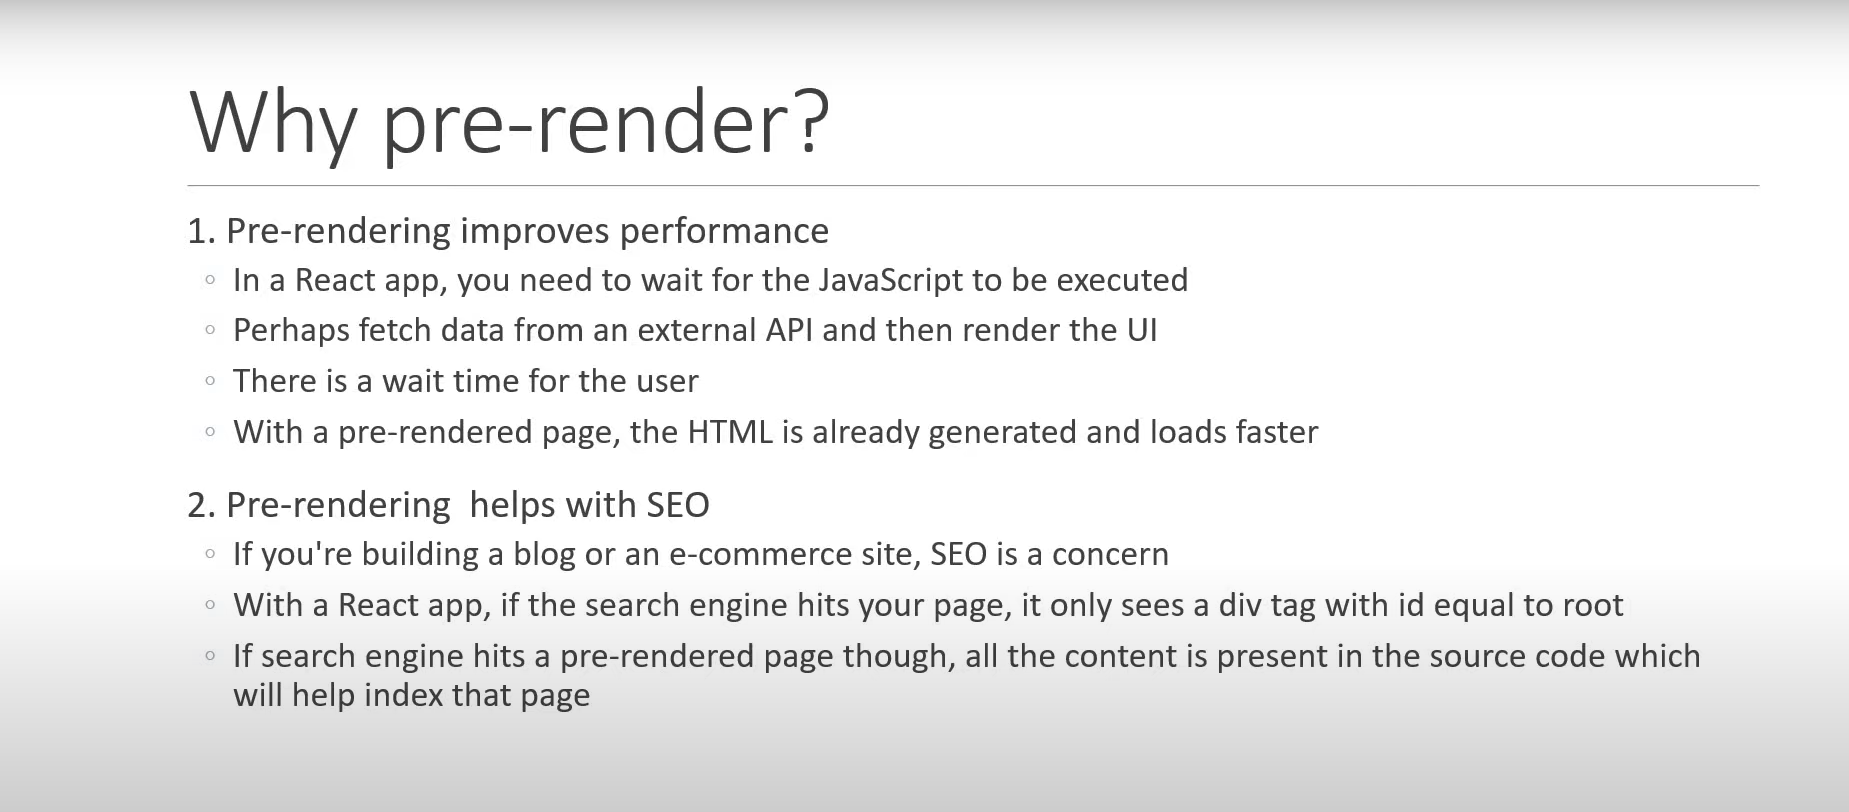 Why pre-render?
1. Pre-rendering improves performance
◦ In a React app, you need to wait for the JavaScript to be executed
◦ Perhaps fetch data from an external API and then render the UI
◦ There is a wait time for the user
◦ With a pre-rendered page, the HTML is already generated and loads faster
2. Pre-rendering  helps with SEO
◦ If you're building a blog or an e-commerce site, SEO is a concern
◦ With a React app, if the search engine hits your page, it only sees a div tag with id equal to root
◦ If search engine hits a pre-rendered page though, all the content is present in the source code which
will help index that page